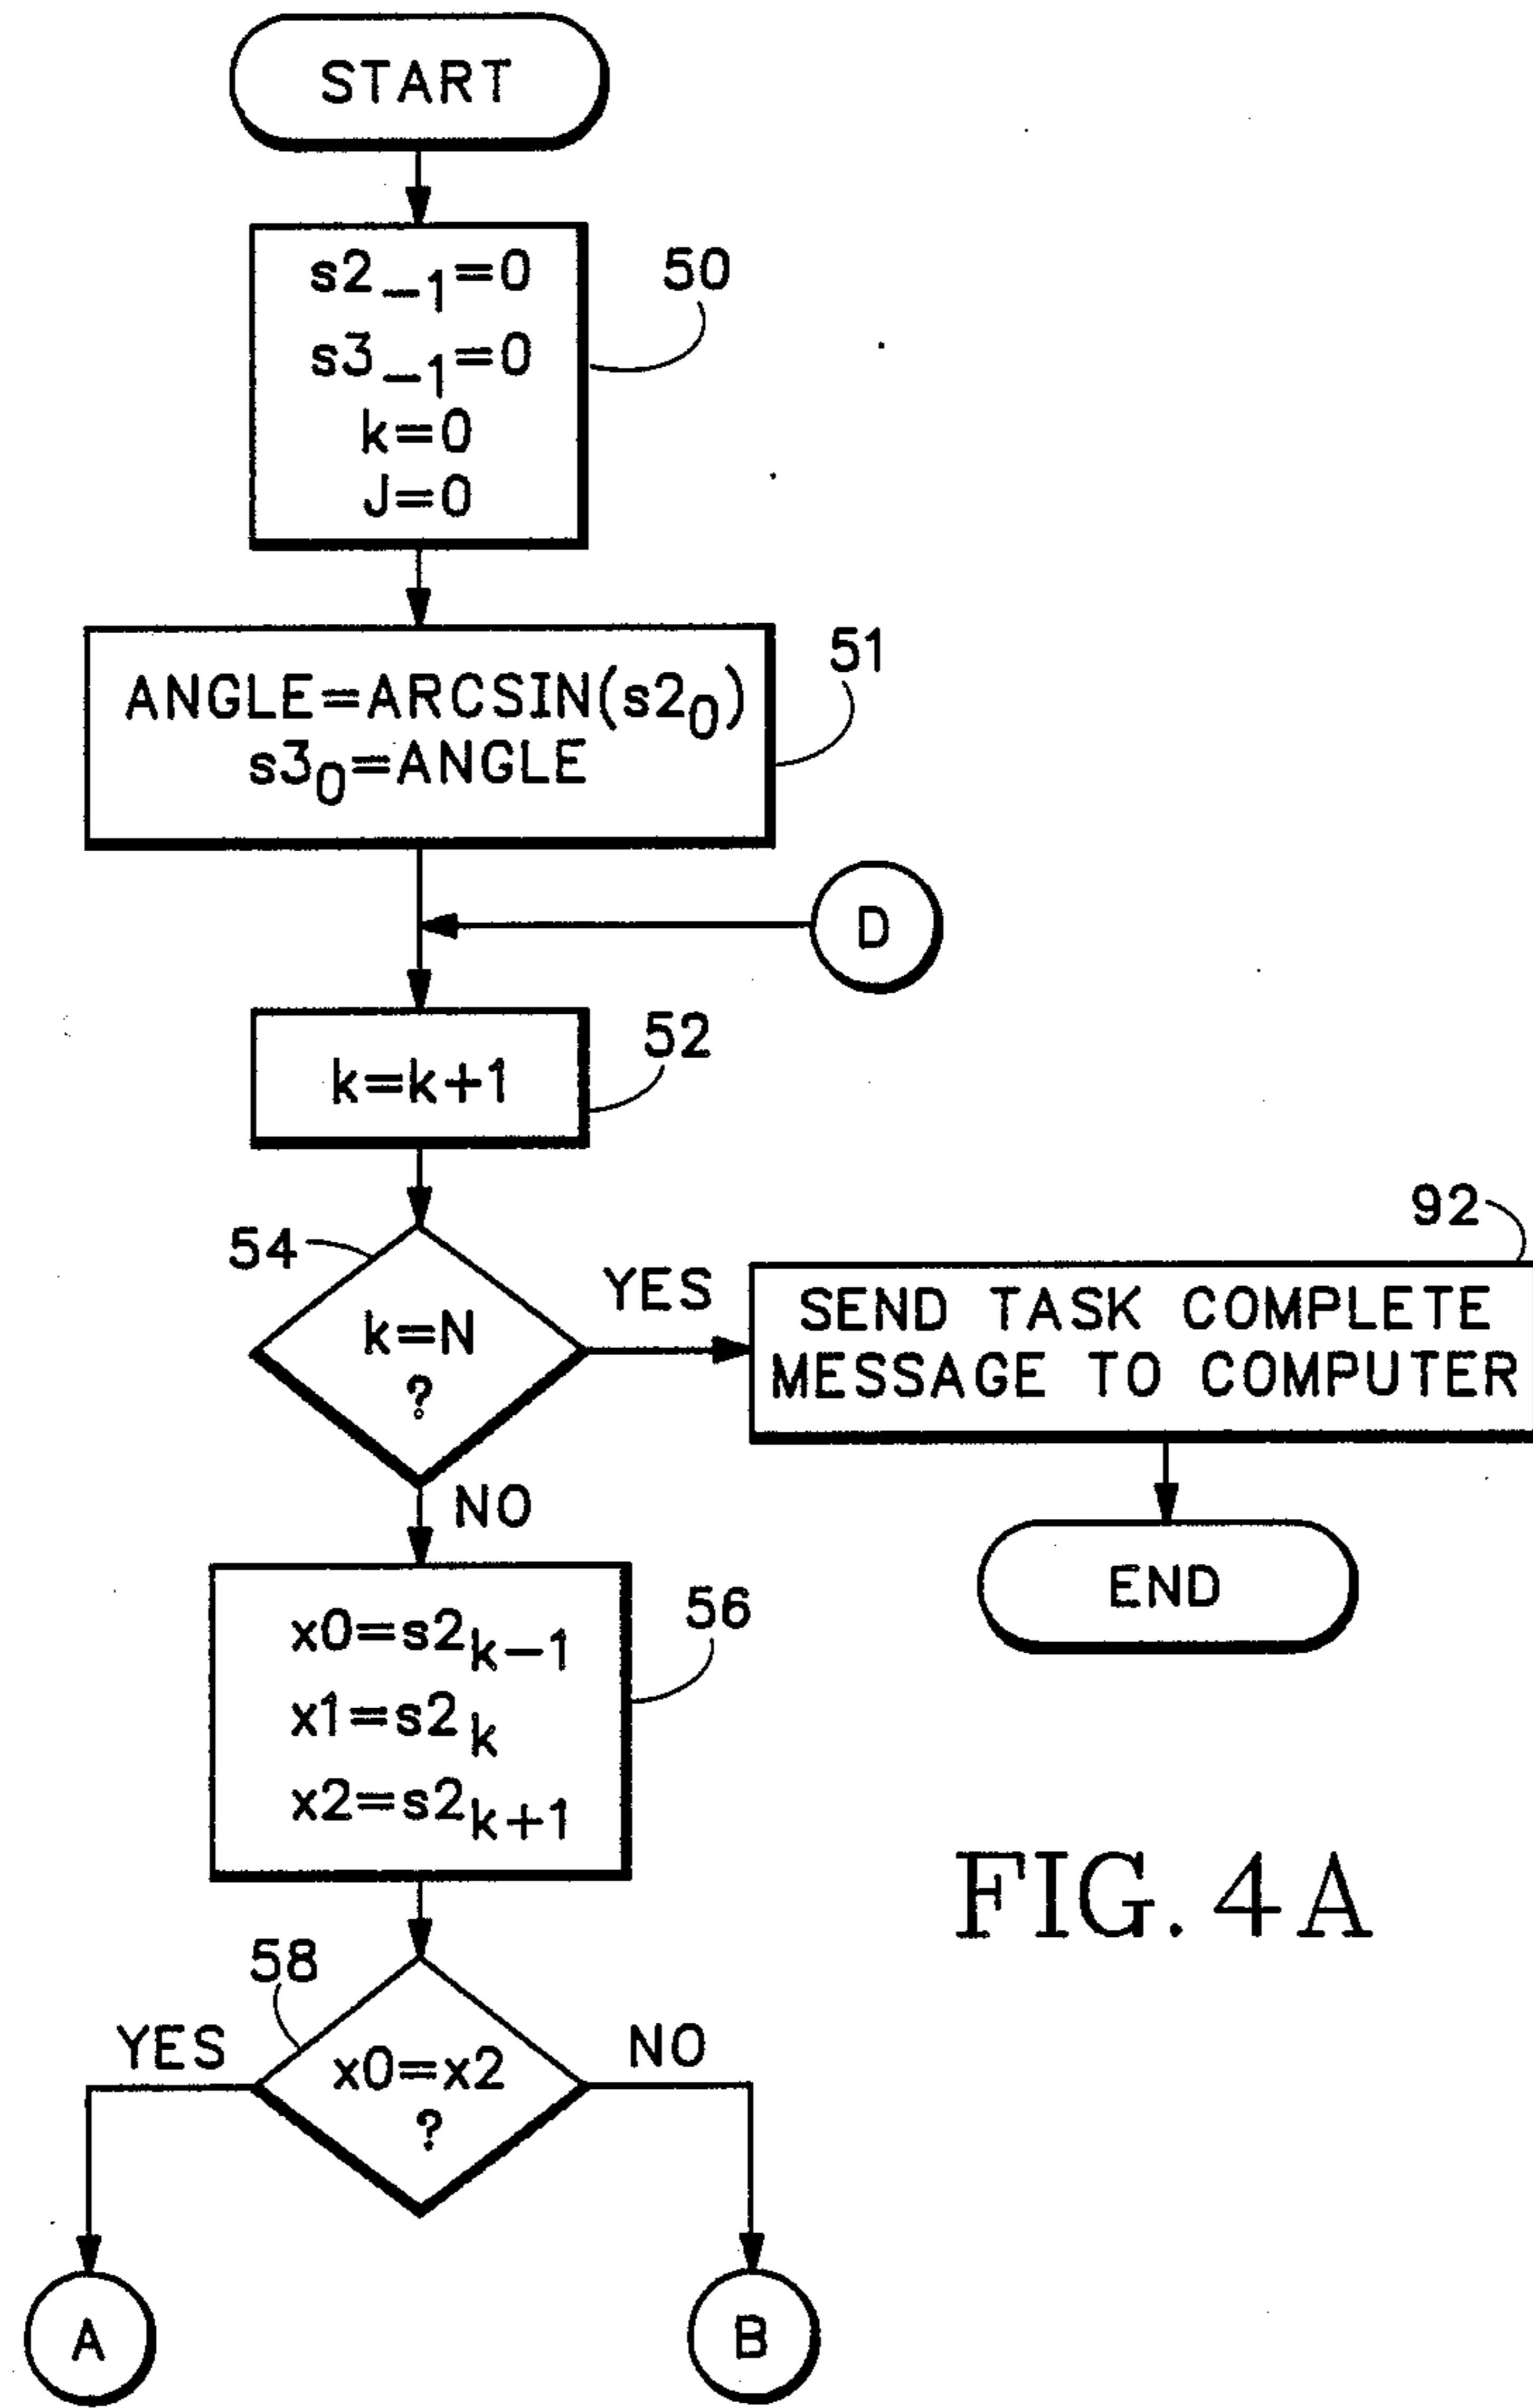 START
s2₋₁=0
50
s3₋₁=0
k=0
J=0
51
ANGLE=ARCSIN(s2₀)
s3₀=ANGLE
D
52
k=k+1
92
54
YES
SEND TASK COMPLETE
MESSAGE TO COMPUTER
k=N
?
NO
END
56
x0=s2ₖ₋₁
x1=s2ₖ
x2=s2ₖ₊₁
FIG. 4A
58
YES
NO
x0=x2
?
A
B